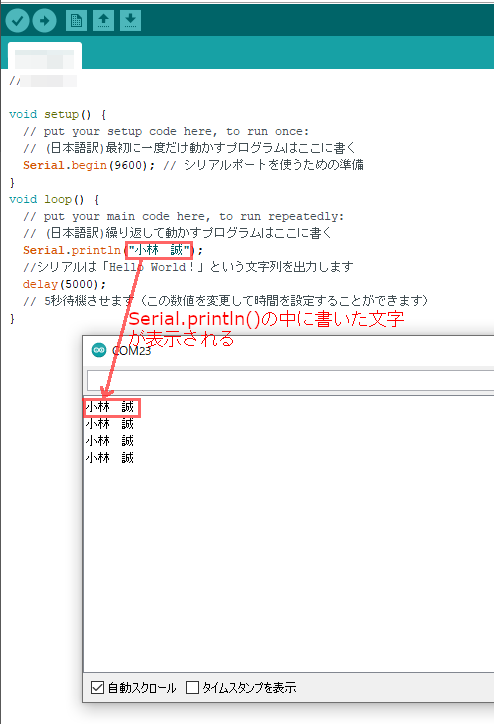 //
void setup() {
// put your setup code here, to run once:
// (日本語訳)最初に一度だけ動かすプログラムはここに書く
Serial.begin(9600); // シリアルポートを使うための準備
}
void loop() {
// put your main code here, to run repeatedly:
// (日本語訳)繰り返して動かすプログラムはここに書く
Serial.println("小林　誠");
//シリアルは「Hello World！」という文字列を出力します
delay(5000);
// 5秒待機させます（この数値を変更して時間を設定することができます）
}
Serial.println()の中に書いた文字
が表示される
COM23
小林　誠
小林　誠
小林　誠
小林　誠
自動スクロール タイムスタンプを表示